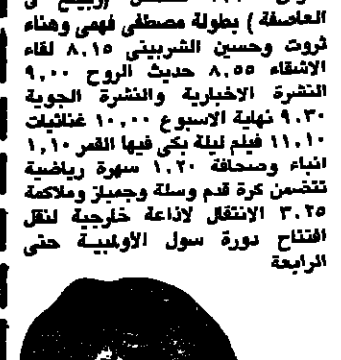 العاصفة ) بطولة مصطفى فهمى وهناء
ثروت وحسين الشربينى ٨٫١٥ لقاء
الاشقاء ٨٫٥٥ حديث الروح ٩٫٠٠
النشرة الاخبارية والنشرة الجوية
٩٫٣٠ نهاية الاسبوع ١٠٫٠٠ غنائيات
١١٫١٠ فيلم ليلة بكى فيها القمر ١٫١٠
انباء وصحافة ١٫٢٠ سهرة رياضية
تتضمن كرة قدم وسلة وجمباز وملاكمة
٣٫٢٥ الانتقال لاذاعة خارجية لنقل
افتتاح دورة سول الأولمبية حتى
الرابعة